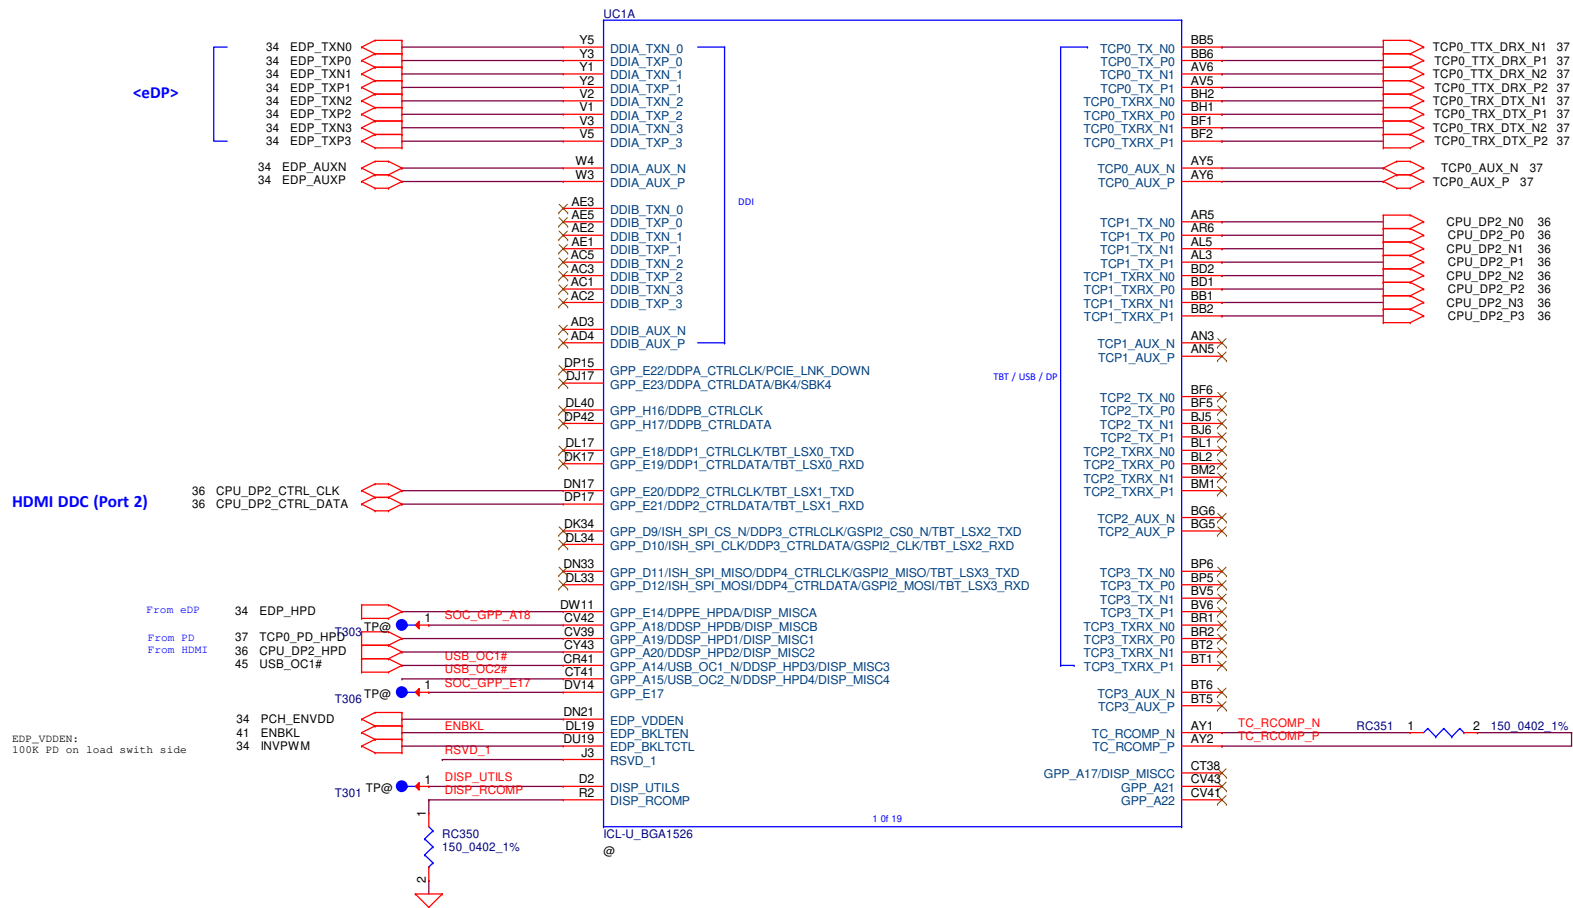 UC1A
<eDP>
34 EDP_TXN0 Y5 DDIA_TXN_0
34 EDP_TXP0 Y3 DDIA_TXP_0
34 EDP_TXN1 Y1 DDIA_TXN_1
34 EDP_TXP1 Y2 DDIA_TXP_1
34 EDP_TXN2 V2 DDIA_TXN_2
34 EDP_TXP2 V1 DDIA_TXP_2
34 EDP_TXN3 V3 DDIA_TXN_3
34 EDP_TXP3 V5 DDIA_TXP_3
34 EDP_AUXN W4 DDIA_AUX_N
34 EDP_AUXP W3 DDIA_AUX_P
DDI
AE3 DDIB_TXN_0
AE5 DDIB_TXP_0
AE2 DDIB_TXN_1
AE1 DDIB_TXP_1
AC5 DDIB_TXN_2
AC3 DDIB_TXP_2
AC1 DDIB_TXN_3
AC2 DDIB_TXP_3
AD3 DDIB_AUX_N
AD4 DDIB_AUX_P
DP15 GPP_E22/DDPA_CTRLCLK/PCIE_LNK_DOWN
DJ17 GPP_E23/DDPA_CTRLDATA/BK4/SBK4
DL40 GPP_H16/DDPB_CTRLCLK
DP42 GPP_H17/DDPB_CTRLDATA
DL17 GPP_E18/DDP1_CTRLCLK/TBT_LSX0_TXD
DK17 GPP_E19/DDP1_CTRLDATA/TBT_LSX0_RXD
HDMI DDC (Port 2)
36 CPU_DP2_CTRL_CLK DN17 GPP_E20/DDP2_CTRLCLK/TBT_LSX1_TXD
36 CPU_DP2_CTRL_DATA DP17 GPP_E21/DDP2_CTRLDATA/TBT_LSX1_RXD
DK34 GPP_D9/ISH_SPI_CS_N/DDP3_CTRLCLK/GSPI2_CS0_N/TBT_LSX2_TXD
DL34 GPP_D10/ISH_SPI_CLK/DDP3_CTRLDATA/GSPI2_CLK/TBT_LSX2_RXD
DN33 GPP_D11/ISH_SPI_MISO/DDP4_CTRLCLK/GSPI2_MISO/TBT_LSX3_TXD
DL33 GPP_D12/ISH_SPI_MOSI/DDP4_CTRLDATA/GSPI2_MOSI/TBT_LSX3_RXD
From eDP 34 EDP_HPD DW11 GPP_E14/DPPE_HPDA/DISP_MISCA
T303 TP@ 1 SOC_GPP_A18 CV42 GPP_A18/DDSP_HPDB/DISP_MISCB
From PD 37 TCP0_PD_HPD CV39 GPP_A19/DDSP_HPD1/DISP_MISC1
From HDMI 36 CPU_DP2_HPD CY43 GPP_A20/DDSP_HPD2/DISP_MISC2
45 USB_OC1# USB_OC1# CR41 GPP_A14/USB_OC1_N/DDSP_HPD3/DISP_MISC3
USB_OC2# CT41 GPP_A15/USB_OC2_N/DDSP_HPD4/DISP_MISC4
T306 TP@ 1 SOC_GPP_E17 DV14 GPP_E17
34 PCH_ENVDD DN21 EDP_VDDEN
41 ENBKL ENBKL DL19 EDP_BKLTEN
34 INVPWM DU19 EDP_BKLTCTL
EDP_VDDEN:
100K PD on load swith side
RSVD_1 J3 RSVD_1
T301 TP@ 1 DISP_UTILS D2 DISP_UTILS
DISP_RCOMP R2 DISP_RCOMP
1
RC350
150_0402_1%
2
TCP0_TX_N0 BB5 TCP0_TTX_DRX_N1 37
TCP0_TX_P0 BB6 TCP0_TTX_DRX_P1 37
TCP0_TX_N1 AV6 TCP0_TTX_DRX_N2 37
TCP0_TX_P1 AV5 TCP0_TTX_DRX_P2 37
TCP0_TXRX_N0 BH2 TCP0_TRX_DTX_N1 37
TCP0_TXRX_P0 BH1 TCP0_TRX_DTX_P1 37
TCP0_TXRX_N1 BF1 TCP0_TRX_DTX_N2 37
TCP0_TXRX_P1 BF2 TCP0_TRX_DTX_P2 37
TCP0_AUX_N AY5 TCP0_AUX_N 37
TCP0_AUX_P AY6 TCP0_AUX_P 37
TCP1_TX_N0 AR5 CPU_DP2_N0 36
TCP1_TX_P0 AR6 CPU_DP2_P0 36
TCP1_TX_N1 AL5 CPU_DP2_N1 36
TCP1_TX_P1 AL3 CPU_DP2_P1 36
TCP1_TXRX_N0 BD2 CPU_DP2_N2 36
TCP1_TXRX_P0 BD1 CPU_DP2_P2 36
TCP1_TXRX_N1 BB1 CPU_DP2_N3 36
TCP1_TXRX_P1 BB2 CPU_DP2_P3 36
TCP1_AUX_N AN3
TCP1_AUX_P AN5
TBT / USB / DP
TCP2_TX_N0 BF6
TCP2_TX_P0 BF5
TCP2_TX_N1 BJ5
TCP2_TX_P1 BJ6
TCP2_TXRX_N0 BL1
TCP2_TXRX_P0 BL2
TCP2_TXRX_N1 BM2
TCP2_TXRX_P1 BM1
TCP2_AUX_N BG6
TCP2_AUX_P BG5
TCP3_TX_N0 BP6
TCP3_TX_P0 BP5
TCP3_TX_N1 BV5
TCP3_TX_P1 BV6
TCP3_TXRX_N0 BR1
TCP3_TXRX_P0 BR2
TCP3_TXRX_N1 BT2
TCP3_TXRX_P1 BT1
TCP3_AUX_N BT6
TCP3_AUX_P BT5
TC_RCOMP_N AY1 TC_RCOMP_N RC351 1 2 150_0402_1%
TC_RCOMP_P AY2 TC_RCOMP_P
GPP_A17/DISP_MISCC CT38
GPP_A21 CV43
GPP_A22 CV41
1 0f 19
ICL-U_BGA1526
@